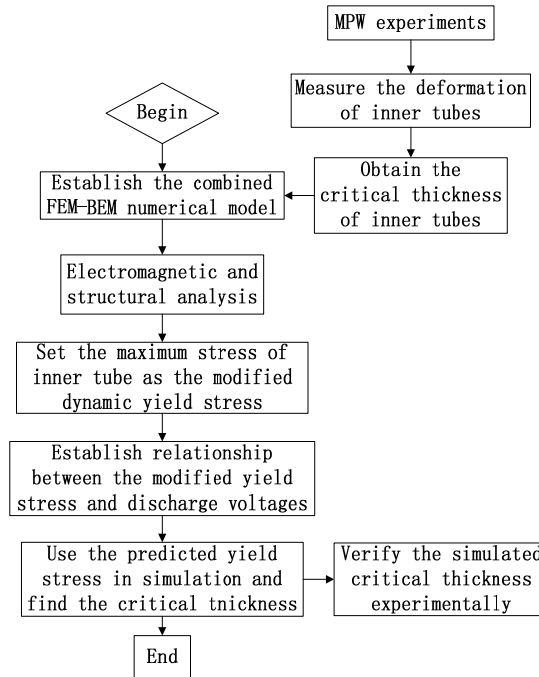 MPW experiments
Measure the deformation
of inner tubes
Begin
Obtain the
critical thickness
of inner tubes
Establish the combined
FEM-BEM numerical model
Electromagnetic and
structural analysis
Set the maximum stress of
inner tube as the modified
dynamic yield stress
Establish relationship
between the modified yield
stress and discharge voltages
Use the predicted yield
stress in simulation and
find the critical tnickness
Verify the simulated
critical thickness
experimentally
End